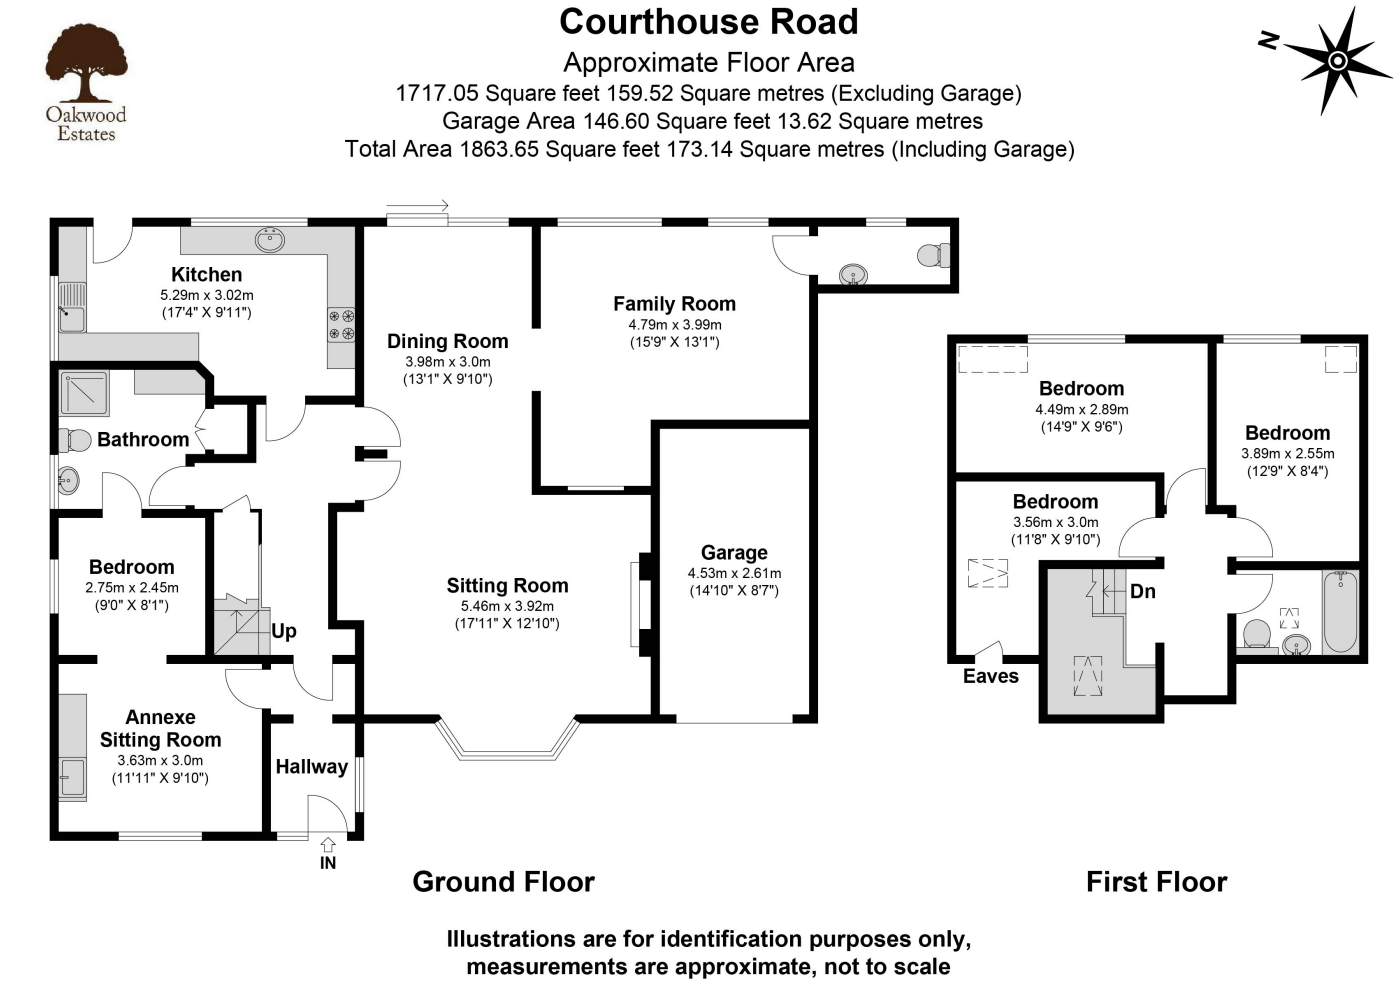 Courthouse Road
Approximate Floor Area
1717.05 Square feet 159.52 Square metres (Excluding Garage)
Garage Area 146.60 Square feet 13.62 Square metres
Total Area 1863.65 Square feet 173.14 Square metres (Including Garage)
Oakwood
Estates
N
Kitchen
5.29m x 3.02m
(17'4" X 9'11")
Dining Room
3.98m x 3.0m
(13'1" X 9'10")
Family Room
4.79m x 3.99m
(15'9" X 13'1")
Bathroom
Bedroom
2.75m x 2.45m
(9'0" X 8'1")
Up
Sitting Room
5.46m x 3.92m
(17'11" X 12'10")
Garage
4.53m x 2.61m
(14'10" X 8'7")
Annexe
Sitting Room
3.63m x 3.0m
(11'11" X 9'10")
Hallway
IN
Bedroom
4.49m x 2.89m
(14'9" X 9'6")
Bedroom
3.89m x 2.55m
(12'9" X 8'4")
Bedroom
3.56m x 3.0m
(11'8" X 9'10")
Dn
Eaves
Ground Floor
First Floor
Illustrations are for identification purposes only,
measurements are approximate, not to scale